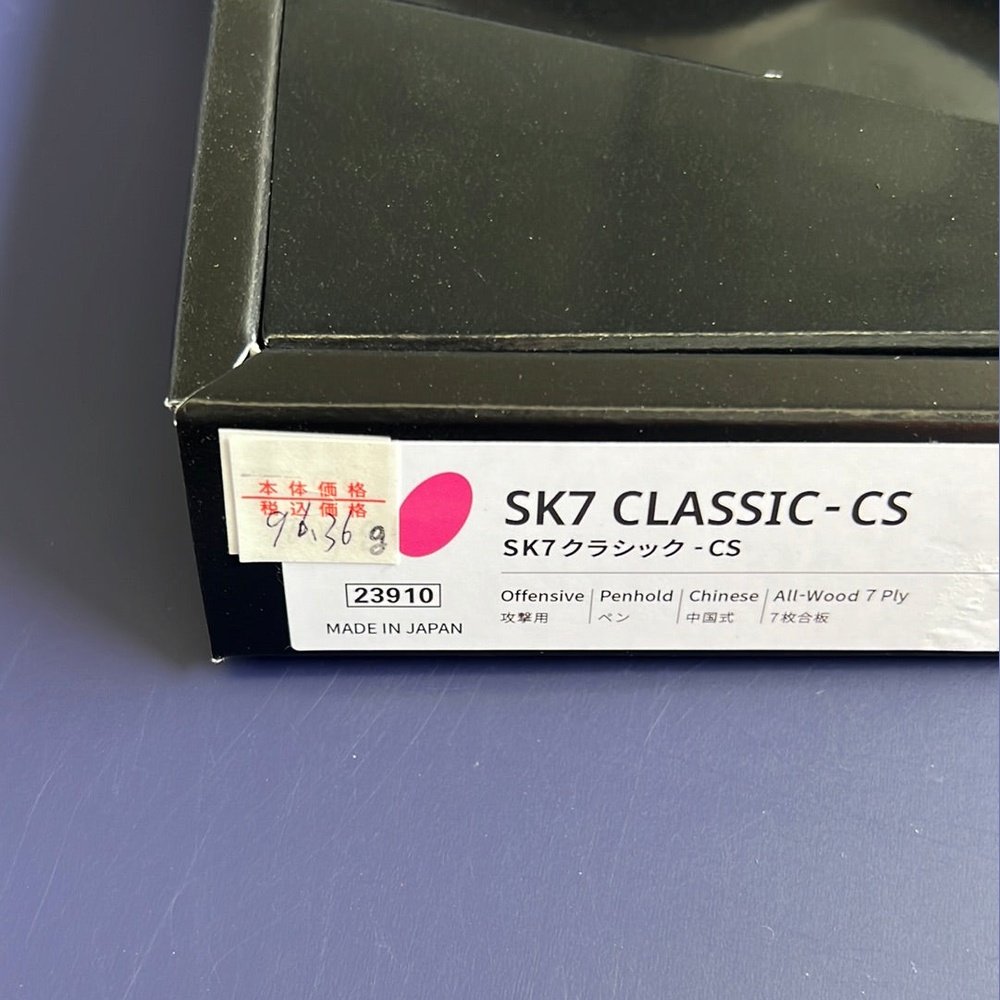 本体価格
税込価格
96.36 g
SK7 CLASSIC-CS
SK7クラシック -CS
23910
MADE IN JAPAN
Offensive | Penhold | Chinese | All-Wood 7 Ply
攻撃用 ペン 中国式 7枚合板